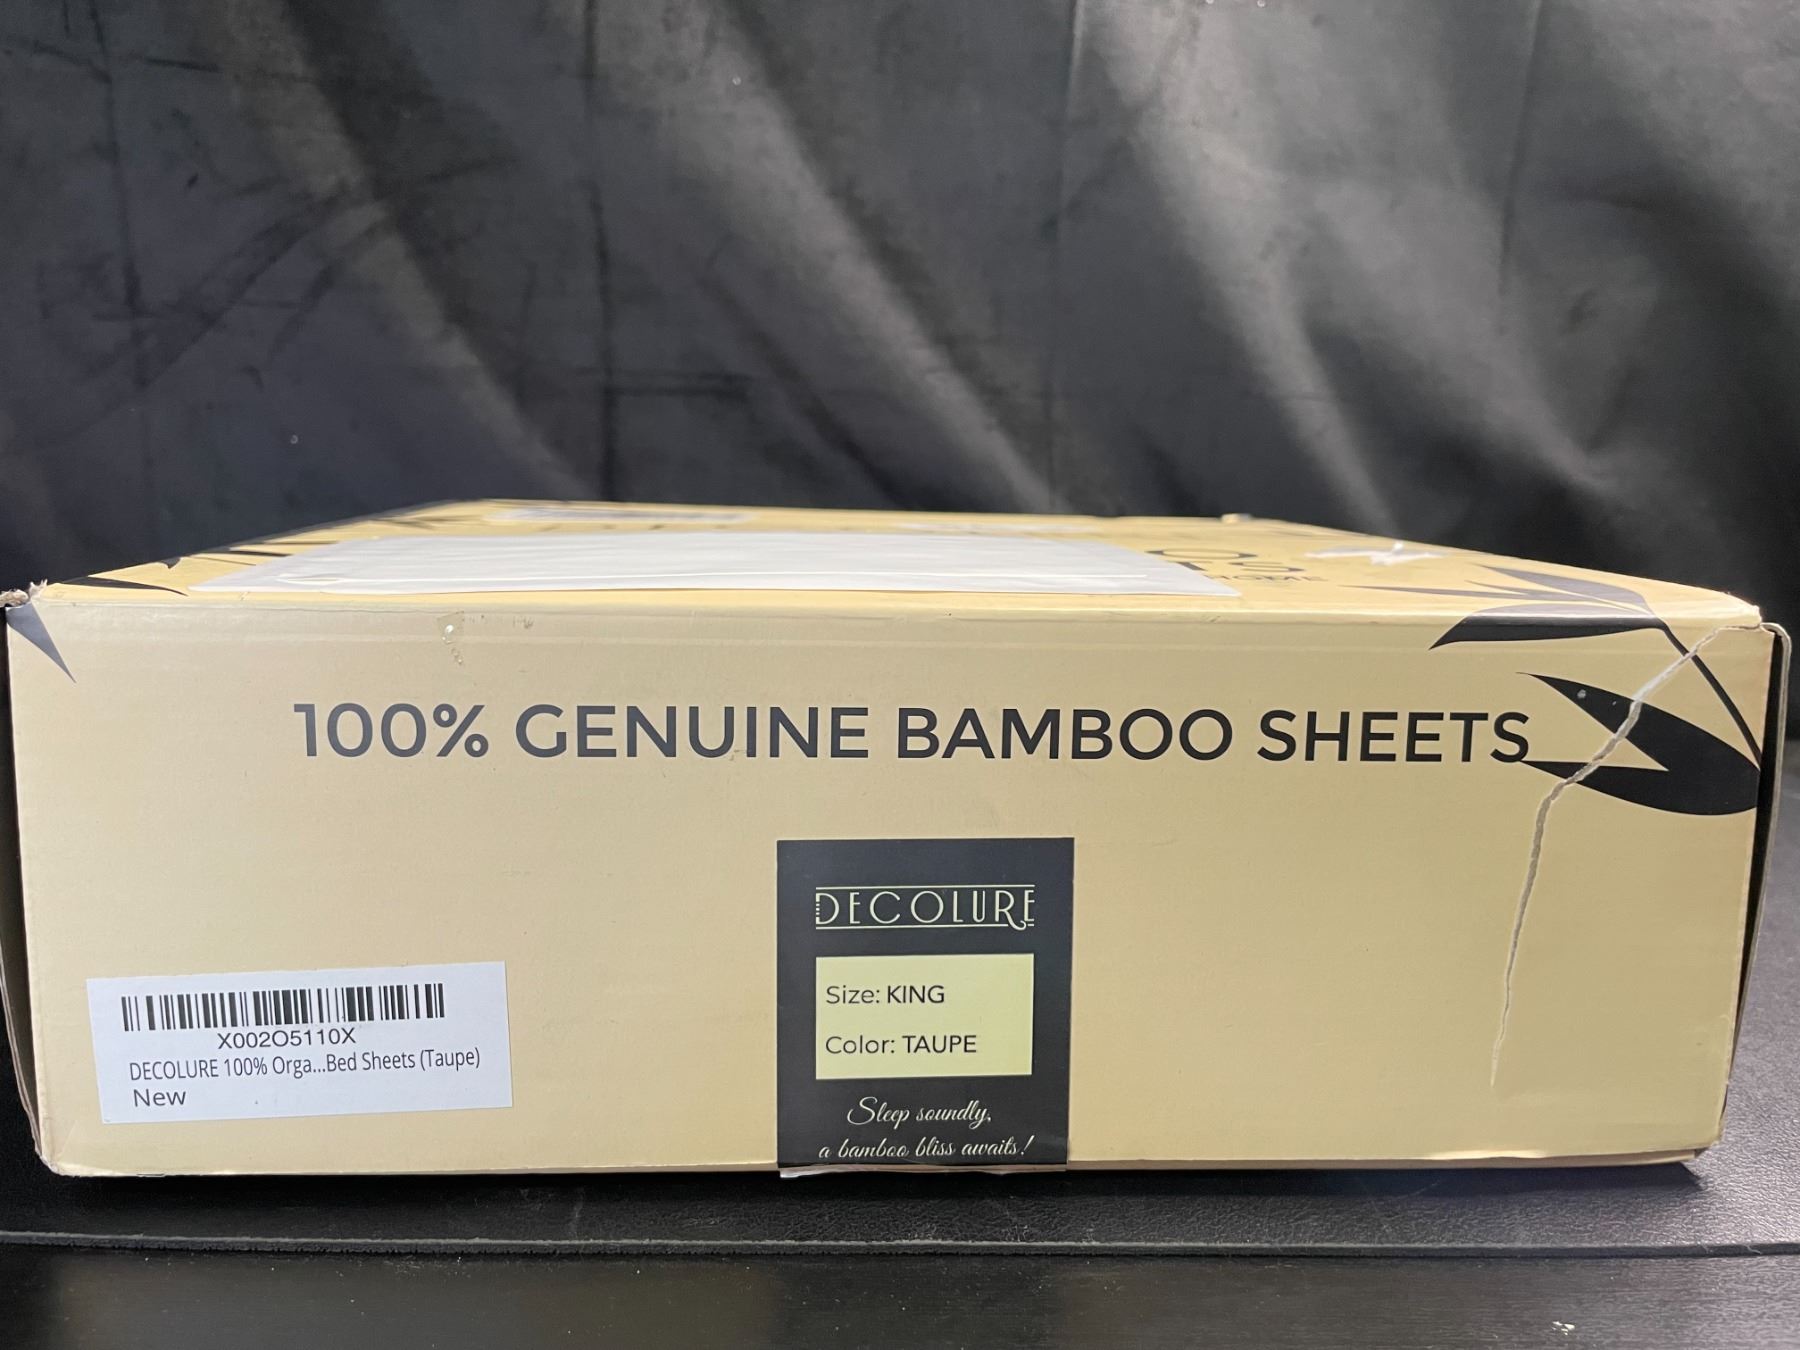 HOME
100% GENUINE BAMBOO SHEETS
DECOLURE
Size: KING
Color: TAUPE
Sleep soundly,
a bamboo bliss awaits!
X002O5110X
DECOLURE 100% Orga...Bed Sheets (Taupe)
New